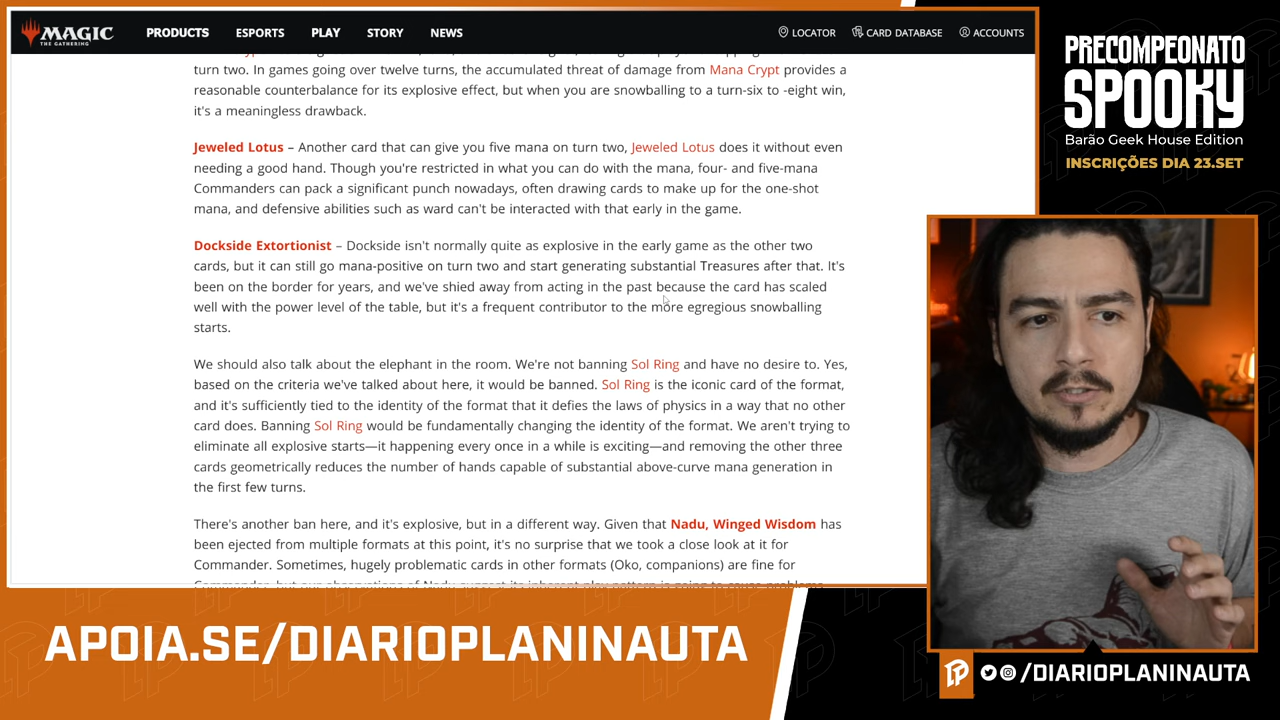 MAGIC
THE GATHERING
PRODUCTS ESPORTS PLAY STORY NEWS LOCATOR CARD DATABASE ACCOUNTS
turn two. In games going over twelve turns, the accumulated threat of damage from Mana Crypt provides a
reasonable counterbalance for its explosive effect, but when you are snowballing to a turn-six to -eight win,
it's a meaningless drawback.
Jeweled Lotus – Another card that can give you five mana on turn two, Jeweled Lotus does it without even
needing a good hand. Though you're restricted in what you can do with the mana, four- and five-mana
Commanders can pack a significant punch nowadays, often drawing cards to make up for the one-shot
mana, and defensive abilities such as ward can't be interacted with that early in the game.
Dockside Extortionist – Dockside isn't normally quite as explosive in the early game as the other two
cards, but it can still go mana-positive on turn two and start generating substantial Treasures after that. It's
been on the border for years, and we've shied away from acting in the past because the card has scaled
well with the power level of the table, but it's a frequent contributor to the more egregious snowballing
starts.
We should also talk about the elephant in the room. We're not banning Sol Ring and have no desire to. Yes,
based on the criteria we've talked about here, it would be banned. Sol Ring is the iconic card of the format,
and it's sufficiently tied to the identity of the format that it defies the laws of physics in a way that no other
card does. Banning Sol Ring would be fundamentally changing the identity of the format. We aren't trying to
eliminate all explosive starts—it happening every once in a while is exciting—and removing the other three
cards geometrically reduces the number of hands capable of substantial above-curve mana generation in
the first few turns.
There's another ban here, and it's explosive, but in a different way. Given that Nadu, Winged Wisdom has
been ejected from multiple formats at this point, it's no surprise that we took a close look at it for
Commander. Sometimes, hugely problematic cards in other formats (Oko, companions) are fine for
PRECOMPEONATO
SPOOKY
Barão Geek House Edition
INSCRIÇÕES DIA 23.SET
APOIA.SE/DIARIOPLANINAUTA
/DIARIOPLANINAUTA